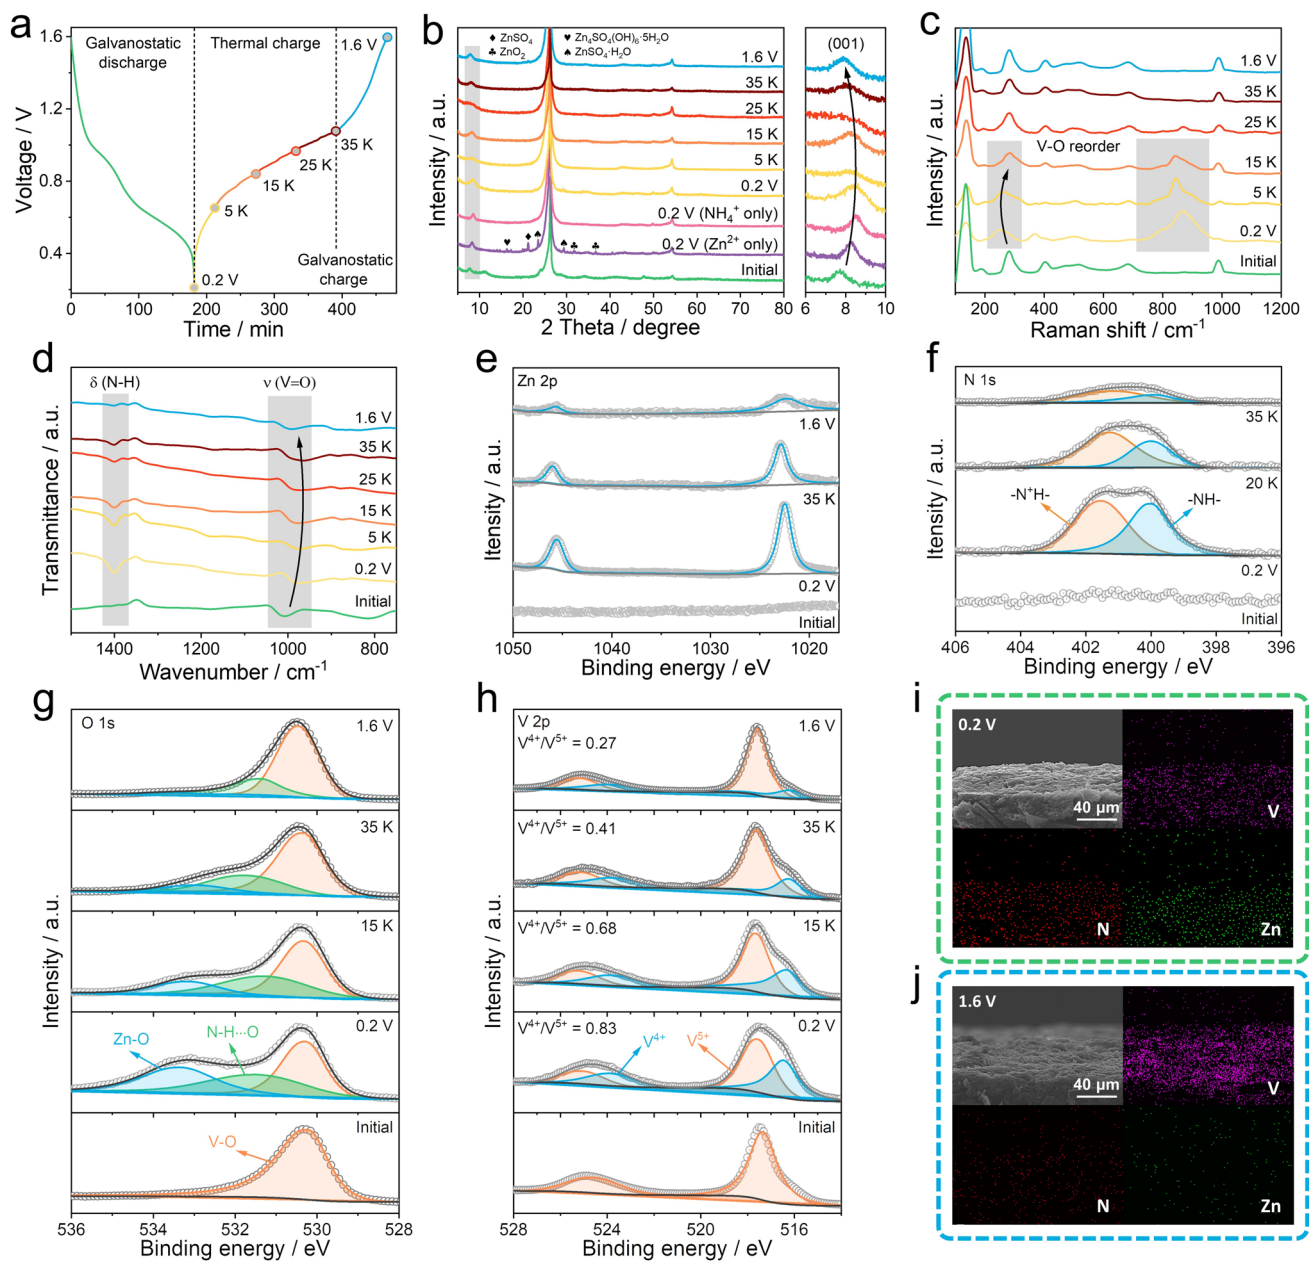 a
Galvanostatic
discharge
Thermal charge
1.6 V
35 K
25 K
15 K
5 K
0.2 V
Galvanostatic
charge
1.6
1.2
0.8
0.4
Voltage / V
0 100 200 300 400
Time / min
b
♦ ZnSO₄ ♥ Zn₄SO₄(OH)₆·5H₂O
♣ ZnO₂ ♠ ZnSO₄·H₂O
(001)
1.6 V
35 K
25 K
15 K
5 K
0.2 V
0.2 V (NH₄⁺ only)
♥ ♦ ♠ ♠ ♣ ♣
0.2 V (Zn²⁺ only)
Initial
Intensity / a.u.
10 20 30 40 50 60 70 80
6 8 10
2 Theta / degree
c
1.6 V
35 K
25 K
V-O reorder
15 K
5 K
0.2 V
Initial
Intensity / a.u.
200 400 600 800 1000 1200
Raman shift / cm⁻¹
d
δ (N-H)
ν (V=O)
1.6 V
35 K
25 K
15 K
5 K
0.2 V
Initial
Transmittance / a.u.
1400 1200 1000 800
Wavenumber / cm⁻¹
e
Zn 2p
1.6 V
35 K
0.2 V
Initial
Itensity / a.u.
1050 1040 1030 1020
Binding energy / eV
f
N 1s
35 K
20 K
-N⁺H-
-NH-
0.2 V
Initial
Itensity / a.u.
406 404 402 400 398 396
Binding energy / eV
g
O 1s
1.6 V
35 K
15 K
0.2 V
Zn-O
N-H···O
Initial
V-O
Intensity / a.u.
536 534 532 530 528
Binding energy / eV
h
V 2p
1.6 V
V⁴⁺/V⁵⁺ = 0.27
V⁴⁺/V⁵⁺ = 0.41
35 K
V⁴⁺/V⁵⁺ = 0.68
15 K
V⁴⁺/V⁵⁺ = 0.83
0.2 V
V⁴⁺
V⁵⁺
Initial
Intensity / a.u.
528 524 520 516
Binding energy / eV
i
0.2 V
40 μm
V
N
Zn
j
1.6 V
40 μm
V
N
Zn